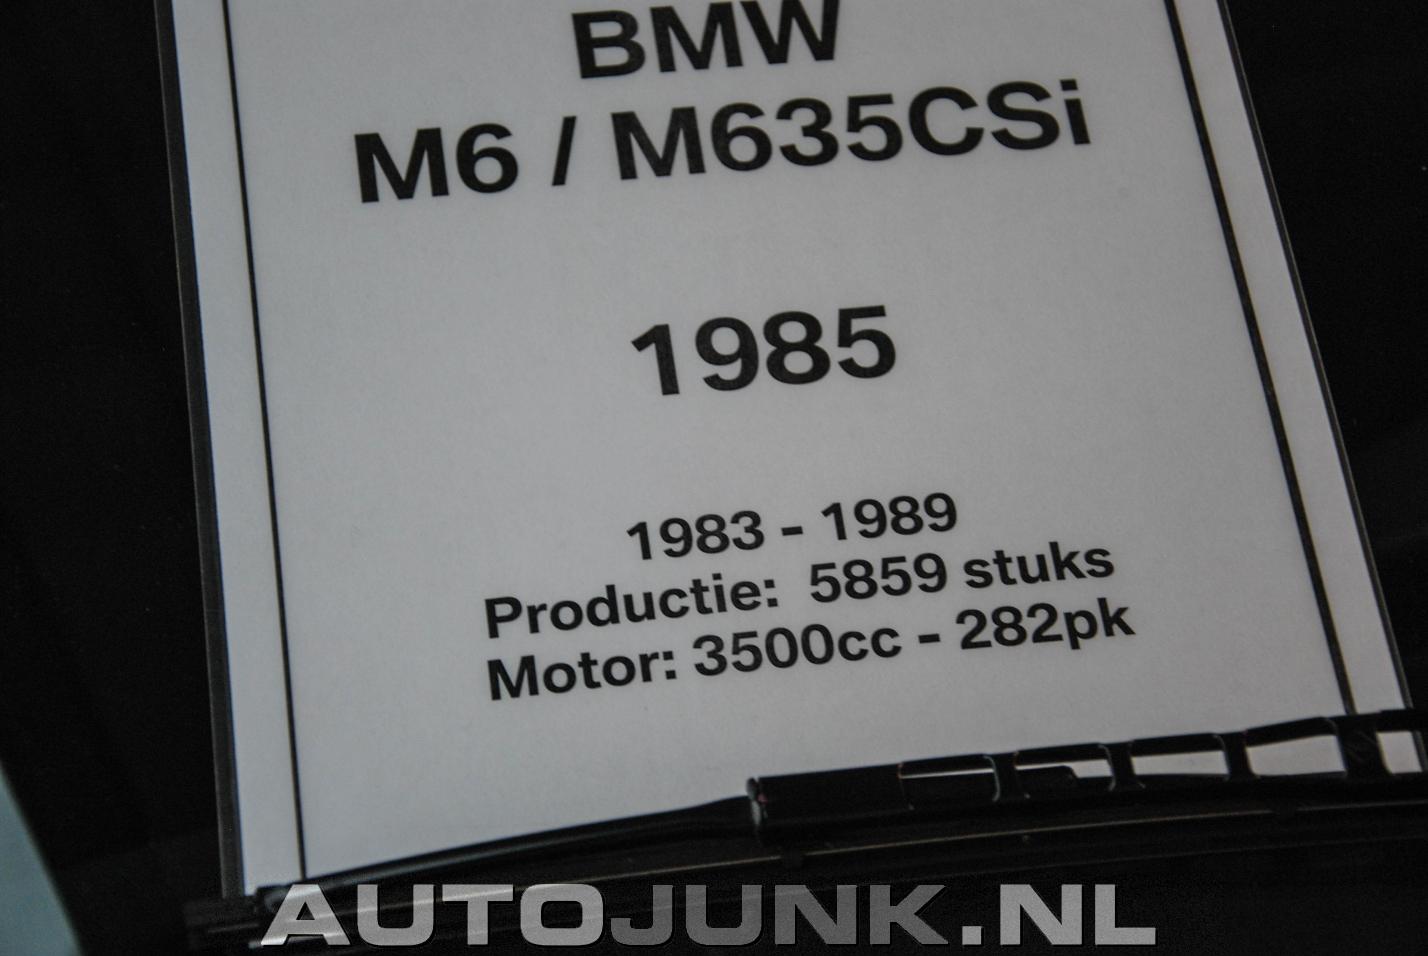 BMW
M6 / M635CSi
1985
1983 - 1989
Productie: 5859 stuks
Motor: 3500cc - 282pk
AUTOJUNK.NL